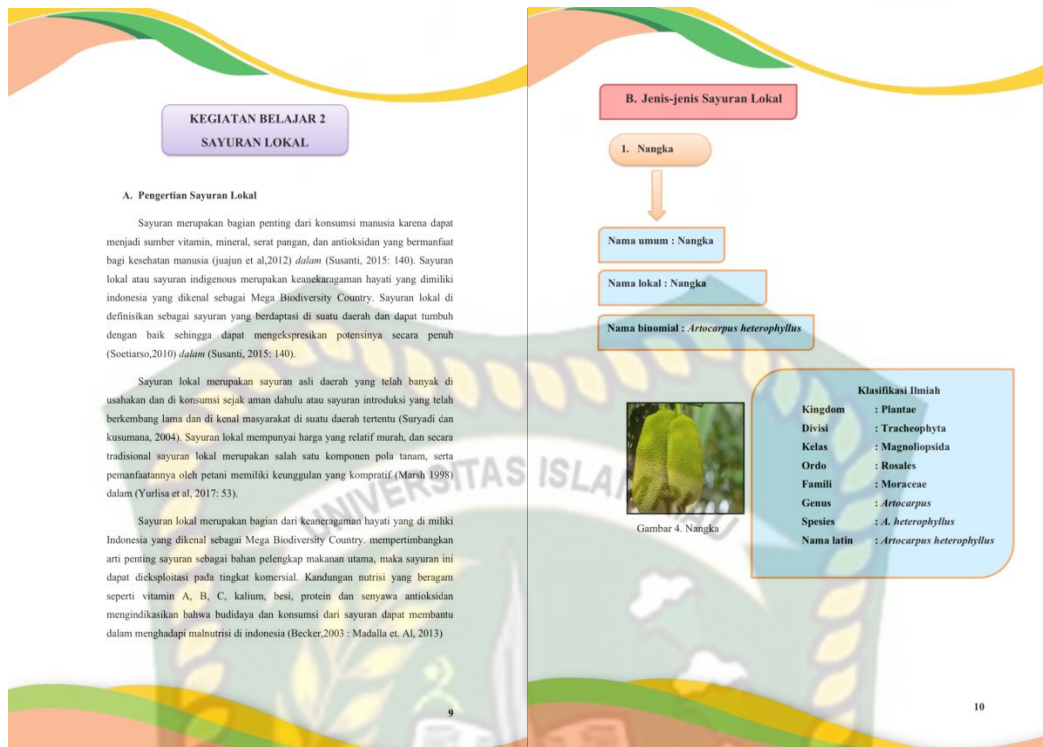 KEGIATAN BELAJAR 2
SAYURAN LOKAL
A. Pengertian Sayuran Lokal
Sayuran merupakan bagian penting dari konsumsi manusia karena dapat
menjadi sumber vitamin, mineral, serat pangan, dan antioksidan yang bermanfaat
bagi kesehatan manusia (juajun et al,2012) dalam (Susanti, 2015: 140). Sayuran
lokal atau sayuran indigenous merupakan keanekaragaman hayati yang dimiliki
indonesia yang dikenal sebagai Mega Biodiversity Country. Sayuran lokal di
definisikan sebagai sayuran yang berdaptasi di suatu daerah dan dapat tumbuh
dengan baik sehingga dapat mengekspresikan potensinya secara penuh
(Soetiarso,2010) dalam (Susanti, 2015: 140).
Sayuran lokal merupakan sayuran asli daerah yang telah banyak di
usahakan dan di konsumsi sejak aman dahulu atau sayuran introduksi yang telah
berkembang lama dan di kenal masyarakat di suatu daerah tertentu (Suryadi dan
kusumana, 2004). Sayuran lokal mempunyai harga yang relatif murah, dan secara
tradisional sayuran lokal merupakan salah satu komponen pola tanam, serta
pemanfaatannya oleh petani memiliki keunggulan yang kompratif (Marsh 1998)
dalam (Yurlisa et al, 2017: 53).
Sayuran lokal merupakan bagian dari keaneragaman hayati yang di miliki
Indonesia yang dikenal sebagai Mega Biodiversity Country. mempertimbangkan
arti penting sayuran sebagai bahan pelengkap makanan utama, maka sayuran ini
dapat dieksploitasi pada tingkat komersial. Kandungan nutrisi yang beragam
seperti vitamin A, B, C, kalium, besi, protein dan senyawa antioksidan
mengindikasikan bahwa budidaya dan konsumsi dari sayuran dapat membantu
dalam menghadapi malnutrisi di indonesia (Becker,2003 : Madalla et. Al, 2013)
9
B. Jenis-jenis Sayuran Lokal
1. Nangka
Nama umum : Nangka
Nama lokal : Nangka
Nama binomial : Artocarpus heterophyllus
Gambar 4. Nangka
Klasifikasi Ilmiah
Kingdom : Plantae
Divisi : Tracheophyta
Kelas : Magnoliopsida
Ordo : Rosales
Famili : Moraceae
Genus : Artocarpus
Spesies : A. heterophyllus
Nama latin : Artocarpus heterophyllus
10
UNIVERSITAS ISLAM